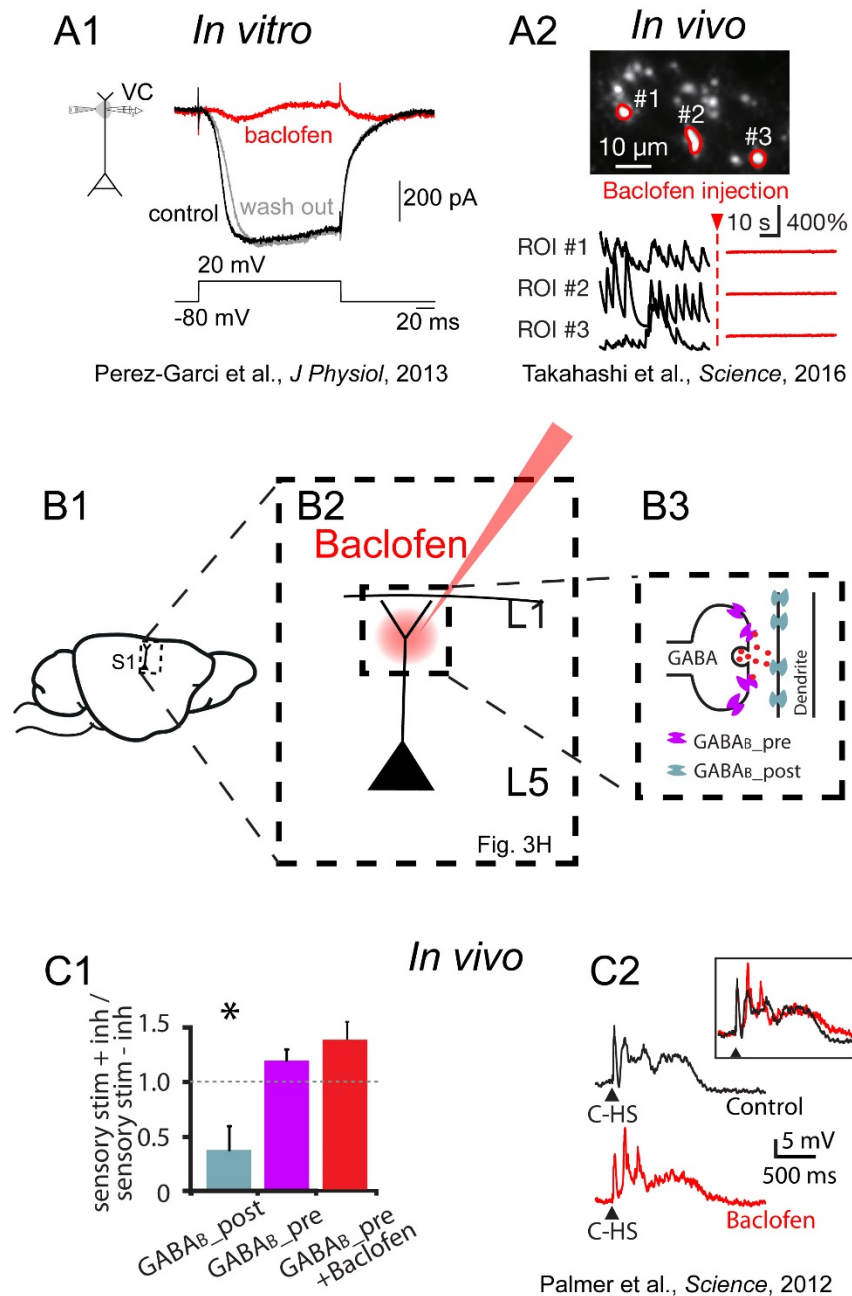 A1
In vitro
VC
baclofen
control
wash out
200 pA
20 mV
-80 mV
20 ms
Perez-Garci et al., J Physiol, 2013
A2
In vivo
#1
#2
#3
10 µm
Baclofen injection
10 s
400%
ROI #1
ROI #2
ROI #3
Takahashi et al., Science, 2016
B1
S1
B2
Baclofen
L1
L5
Fig. 3H
B3
GABA
Dendrite
GABAB_pre
GABAB_post
In vivo
C1
sensory stim + inh /
sensory stim - inh
1.5
1.0
0.5
0
*
GABAB_post
GABAB_pre
GABAB_pre
+Baclofen
C2
C-HS
Control
5 mV
500 ms
C-HS
Baclofen
Palmer et al., Science, 2012